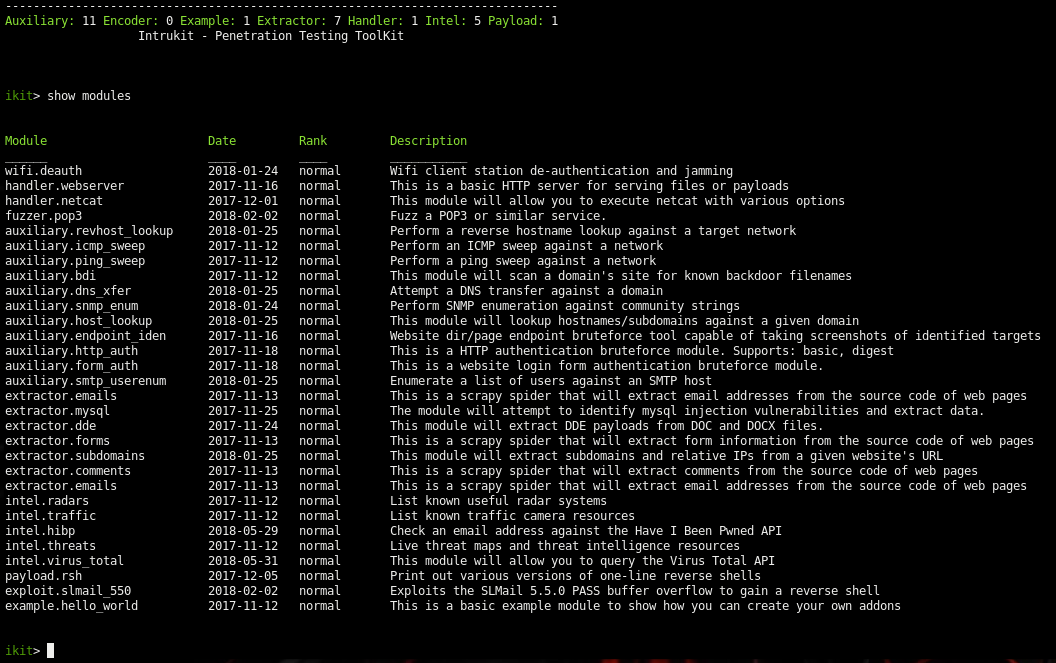 --------------------------------------------------------------------------------
Auxiliary: 11 Encoder: 0 Example: 1 Extractor: 7 Handler: 1 Intel: 5 Payload: 1
Intrukit - Penetration Testing ToolKit
ikit> show modules
Module Date Rank Description
______ ____ ____ ___________
wifi.deauth 2018-01-24 normal Wifi client station de-authentication and jamming
handler.webserver 2017-11-16 normal This is a basic HTTP server for serving files or payloads
handler.netcat 2017-12-01 normal This module will allow you to execute netcat with various options
fuzzer.pop3 2018-02-02 normal Fuzz a POP3 or similar service.
auxiliary.revhost_lookup 2018-01-25 normal Perform a reverse hostname lookup against a target network
auxiliary.icmp_sweep 2017-11-12 normal Perform an ICMP sweep against a network
auxiliary.ping_sweep 2017-11-12 normal Perform a ping sweep against a network
auxiliary.bdi 2017-11-12 normal This module will scan a domain's site for known backdoor filenames
auxiliary.dns_xfer 2018-01-25 normal Attempt a DNS transfer against a domain
auxiliary.snmp_enum 2018-01-24 normal Perform SNMP enumeration against community strings
auxiliary.host_lookup 2018-01-25 normal This module will lookup hostnames/subdomains against a given domain
auxiliary.endpoint_iden 2017-11-16 normal Website dir/page endpoint bruteforce tool capable of taking screenshots of identified targets
auxiliary.http_auth 2017-11-18 normal This is a HTTP authentication bruteforce module. Supports: basic, digest
auxiliary.form_auth 2017-11-18 normal This is a website login form authentication bruteforce module.
auxiliary.smtp_userenum 2018-01-25 normal Enumerate a list of users against an SMTP host
extractor.emails 2017-11-13 normal This is a scrapy spider that will extract email addresses from the source code of web pages
extractor.mysql 2017-11-25 normal The module will attempt to identify mysql injection vulnerabilities and extract data.
extractor.dde 2017-11-24 normal This module will extract DDE payloads from DOC and DOCX files.
extractor.forms 2017-11-13 normal This is a scrapy spider that will extract form information from the source code of web pages
extractor.subdomains 2018-01-25 normal This module will extract subdomains and relative IPs from a given website's URL
extractor.comments 2017-11-13 normal This is a scrapy spider that will extract comments from the source code of web pages
extractor.emails 2017-11-13 normal This is a scrapy spider that will extract email addresses from the source code of web pages
intel.radars 2017-11-12 normal List known useful radar systems
intel.traffic 2017-11-12 normal List known traffic camera resources
intel.hibp 2018-05-29 normal Check an email address against the Have I Been Pwned API
intel.threats 2017-11-12 normal Live threat maps and threat intelligence resources
intel.virus_total 2018-05-31 normal This module will allow you to query the Virus Total API
payload.rsh 2017-12-05 normal Print out various versions of one-line reverse shells
exploit.slmail_550 2018-02-02 normal Exploits the SLMail 5.5.0 PASS buffer overflow to gain a reverse shell
example.hello_world 2017-11-12 normal This is a basic example module to show how you can create your own addons
ikit>